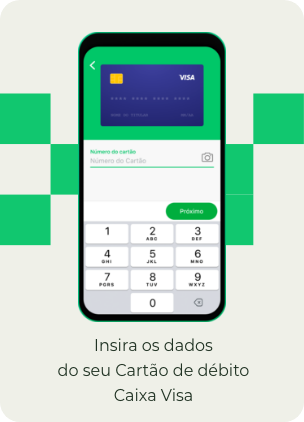 VISA
Número do cartão
Número do Cartão
Próximo
1 2 3
ABC DEF
4 5 6
GHI JKL MNO
7 8 9
PQRS TUV WXYZ
0
Insira os dados
do seu Cartão de débito
Caixa Visa